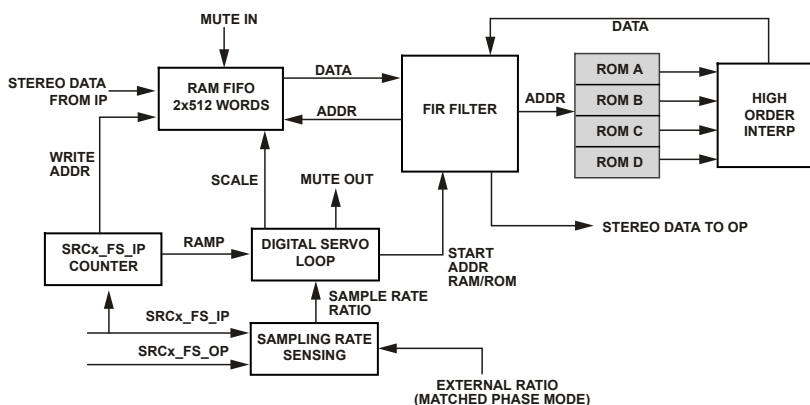 DATA
MUTE IN
STEREO DATA
FROM IP
RAM FIFO
2x512 WORDS
DATA
ADDR
FIR FILTER
ADDR
ROM A
ROM B
ROM C
ROM D
HIGH
ORDER
INTERP
WRITE
ADDR
SCALE
MUTE OUT
STEREO DATA TO OP
SRCx_FS_IP
COUNTER
RAMP
DIGITAL SERVO
LOOP
START
ADDR
RAM/ROM
SAMPLE RATE
RATIO
SRCx_FS_IP
SRCx_FS_OP
SAMPLING RATE
SENSING
EXTERNAL RATIO
(MATCHED PHASE MODE)